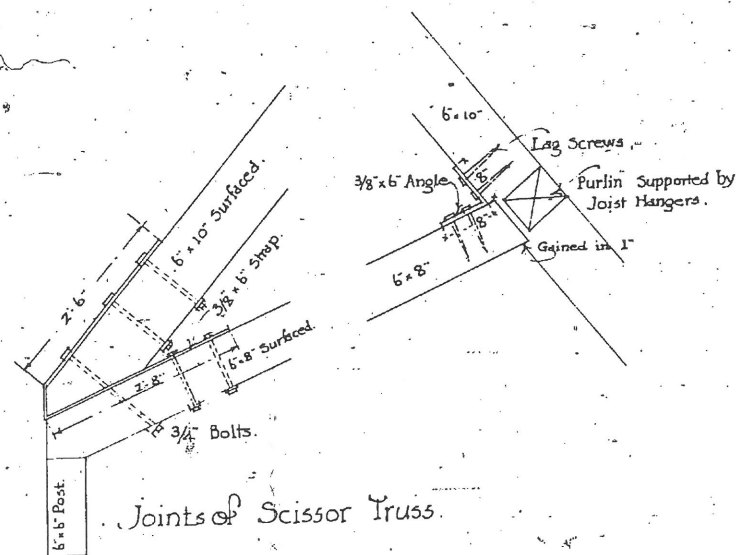 6" x 10" Surfaced.
3/8" x 6" Strap.
2'-6"
2'-8"
6" x 8" Surfaced.
3/4" Bolts.
6" x 6" Post.
6" x 10"
Lag Screws.
8"
3/8" x 6" Angle
8"
Purlin Supported by
Joist Hangers.
Gained in 1"
6" x 8"
Joints of Scissor Truss.